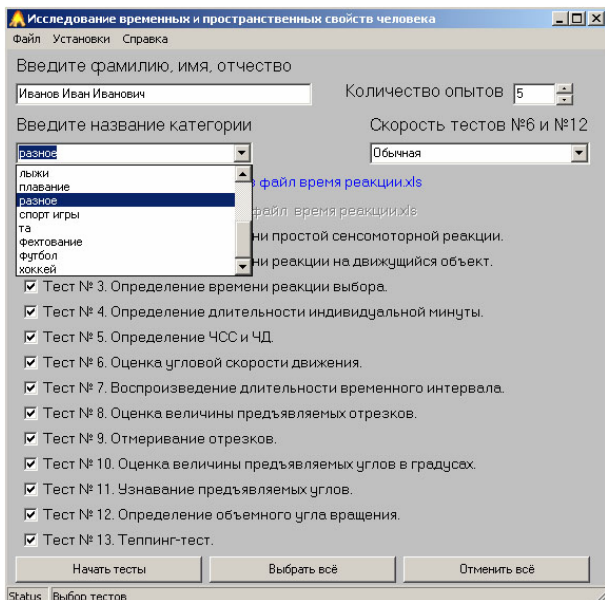 Исследование временных и пространственных свойств человека
Файл Установки Справка
Введите фамилию, имя, отчество
Иванов Иван Иванович
Количество опытов 5
Введите название категории
Скорость тестов №6 и №12
разное
Обычная
лыжи
плавание
разное
спорт игры
та
фехтование
футбол
хоккей
файл время реакции.xls
файл время реакции.xls
ни простой сенсомоторной реакции.
ни реакции на движущийся объект.
Тест № 3. Определение времени реакции выбора.
Тест № 4. Определение длительности индивидуальной минуты.
Тест № 5. Определение ЧСС и ЧД.
Тест № 6. Оценка угловой скорости движения.
Тест № 7. Воспроизведение длительности временного интервала.
Тест № 8. Оценка величины предъявляемых отрезков.
Тест № 9. Отмеривание отрезков.
Тест № 10. Оценка величины предъявляемых углов в градусах.
Тест № 11. Узнавание предъявляемых углов.
Тест № 12. Определение объемного угла вращения.
Тест № 13. Теппинг-тест.
Начать тесты
Выбрать всё
Отменить всё
Status Выбор тестов